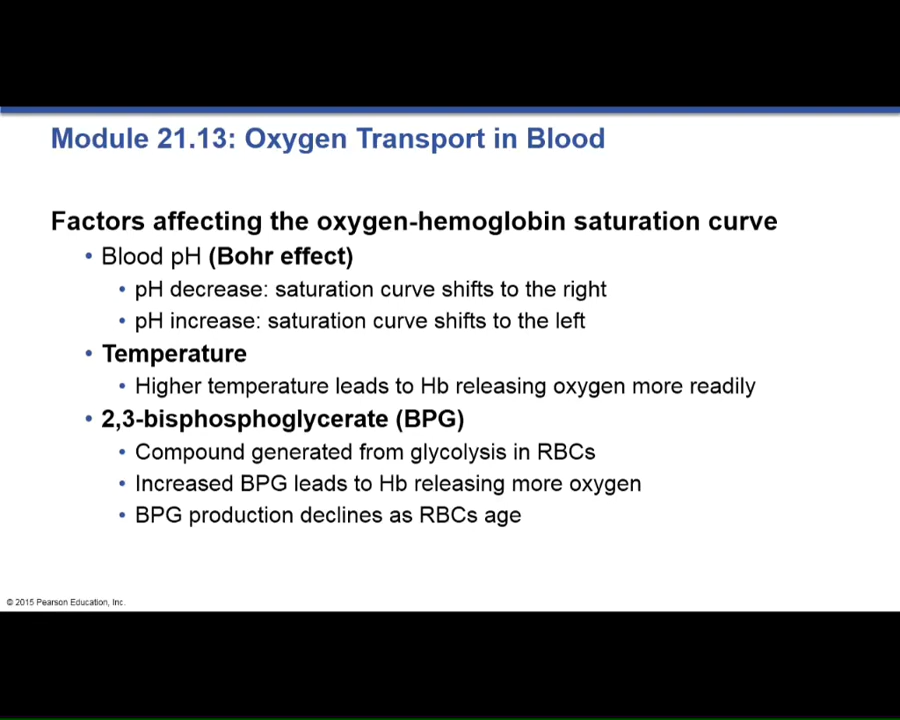 Module 21.13: Oxygen Transport in Blood
Factors affecting the oxygen-hemoglobin saturation curve
• Blood pH (Bohr effect)
• pH decrease: saturation curve shifts to the right
• pH increase: saturation curve shifts to the left
• Temperature
• Higher temperature leads to Hb releasing oxygen more readily
• 2,3-bisphosphoglycerate (BPG)
• Compound generated from glycolysis in RBCs
• Increased BPG leads to Hb releasing more oxygen
• BPG production declines as RBCs age
© 2015 Pearson Education, Inc.